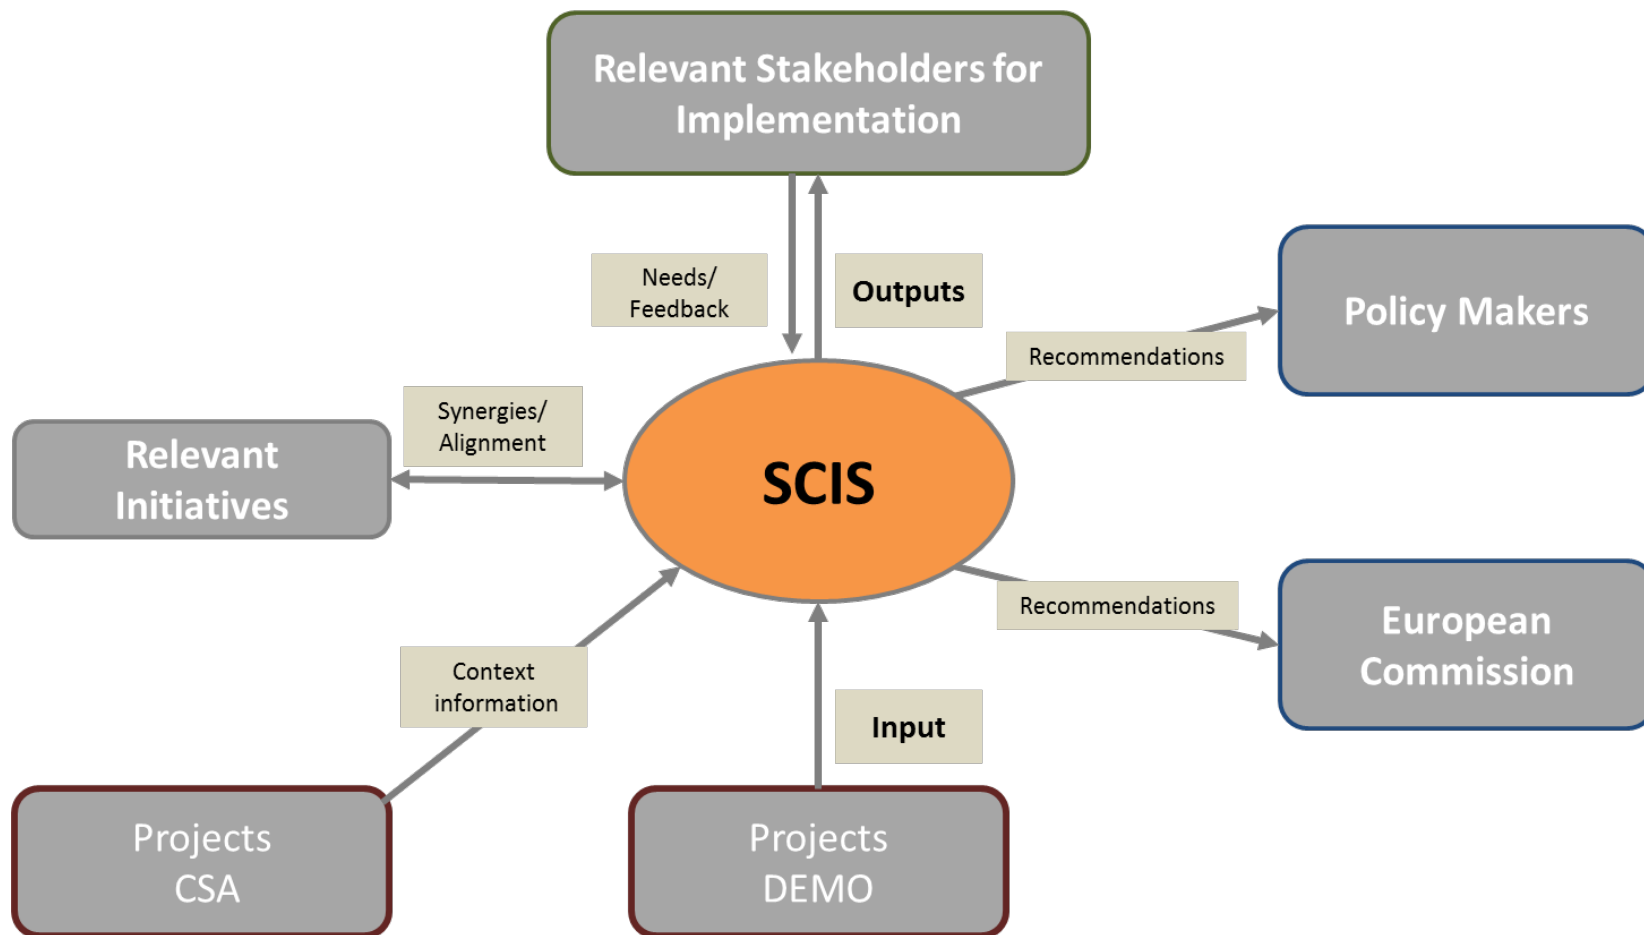 Relevant Stakeholders for
Implementation
Needs/
Feedback
Outputs
Policy Makers
Recommendations
Synergies/
Alignment
Relevant
Initiatives
SCIS
Recommendations
European
Commission
Context
information
Input
Projects
CSA
Projects
DEMO